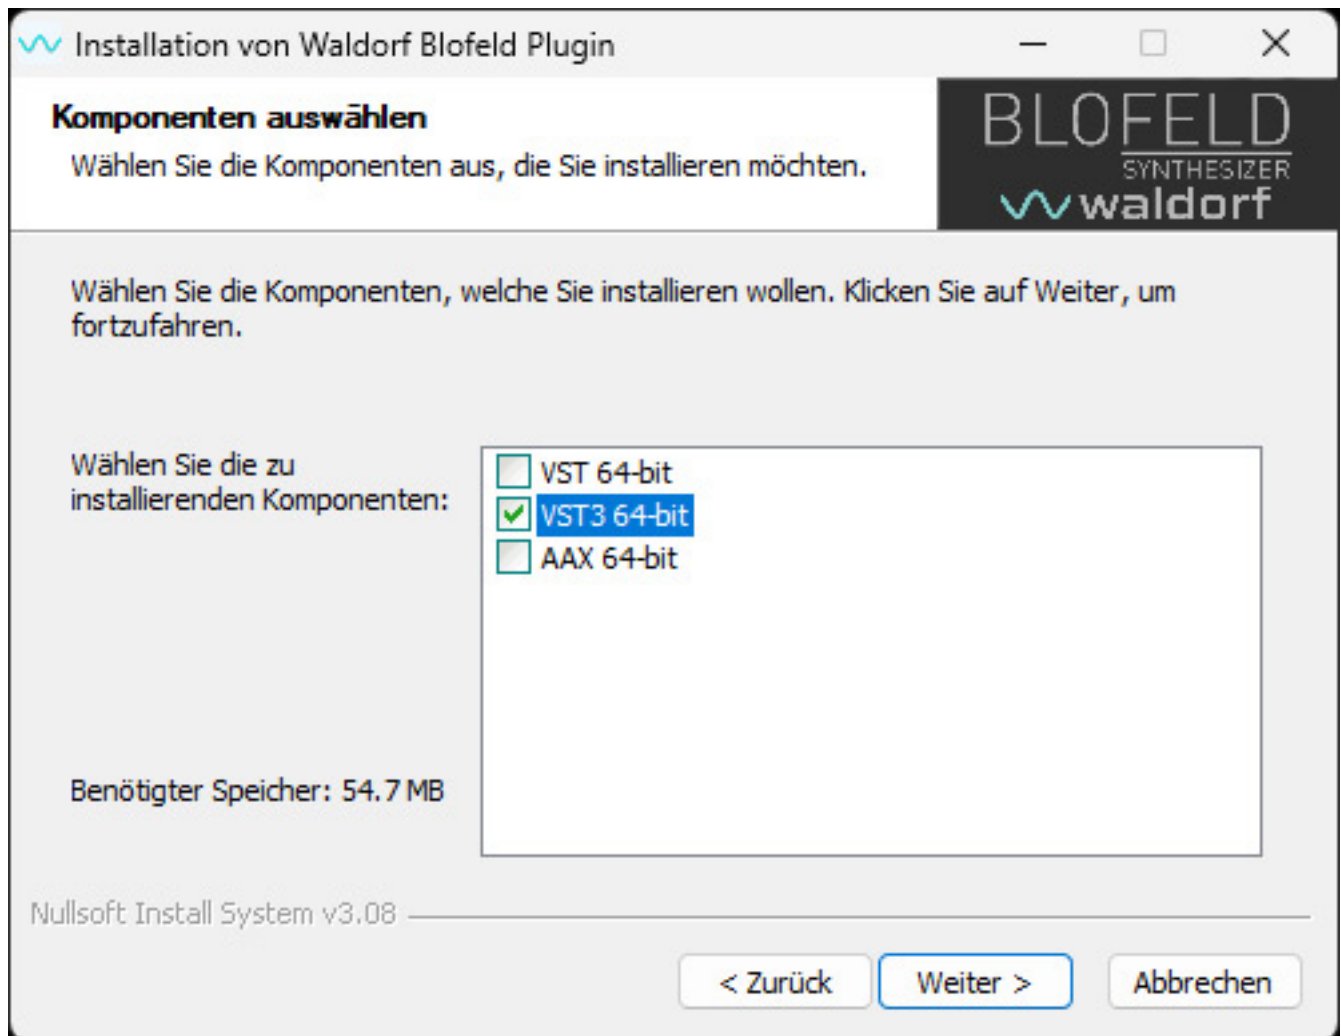 Installation von Waldorf Blofeld Plugin
Komponenten auswählen
Wählen Sie die Komponenten aus, die Sie installieren möchten.
BLOFELD
SYNTHESIZER
waldorf
Wählen Sie die Komponenten, welche Sie installieren wollen. Klicken Sie auf Weiter, um
fortzufahren.
Wählen Sie die zu
installierenden Komponenten:
VST 64-bit
VST3 64-bit
AAX 64-bit
Benötigter Speicher: 54.7 MB
Nullsoft Install System v3.08
< Zurück
Weiter >
Abbrechen